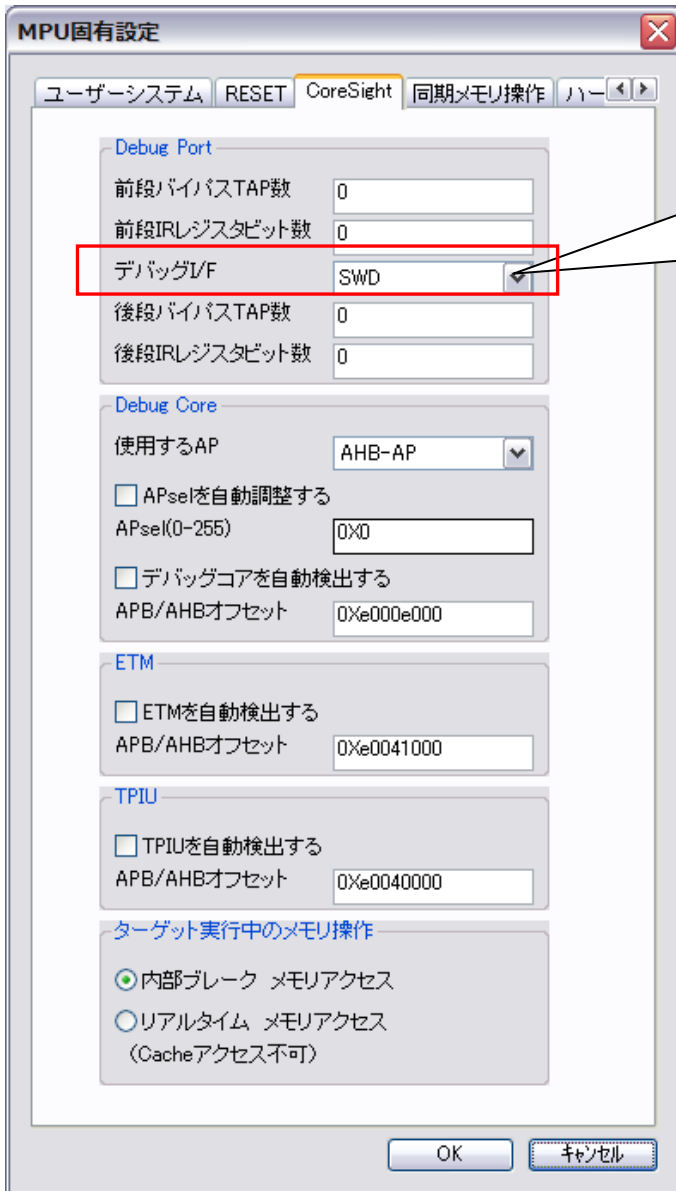 MPU固有設定
ユーザーシステム RESET CoreSight 同期メモリ操作 ハー
Debug Port
前段バイパスTAP数 0
前段IRレジスタビット数 0
デバッグI/F SWD
後段バイパスTAP数 0
後段IRレジスタビット数 0
Debug Core
使用するAP AHB-AP
APselを自動調整する
APsel(0-255) 0X0
デバッグコアを自動検出する
APB/AHBオフセット 0Xe000e000
ETM
ETMを自動検出する
APB/AHBオフセット 0Xe0041000
TPIU
TPIUを自動検出する
APB/AHBオフセット 0Xe0040000
ターゲット実行中のメモリ操作
内部ブレーク メモリアクセス
リアルタイム メモリアクセス
(Cacheアクセス不可)
OK キャンセル